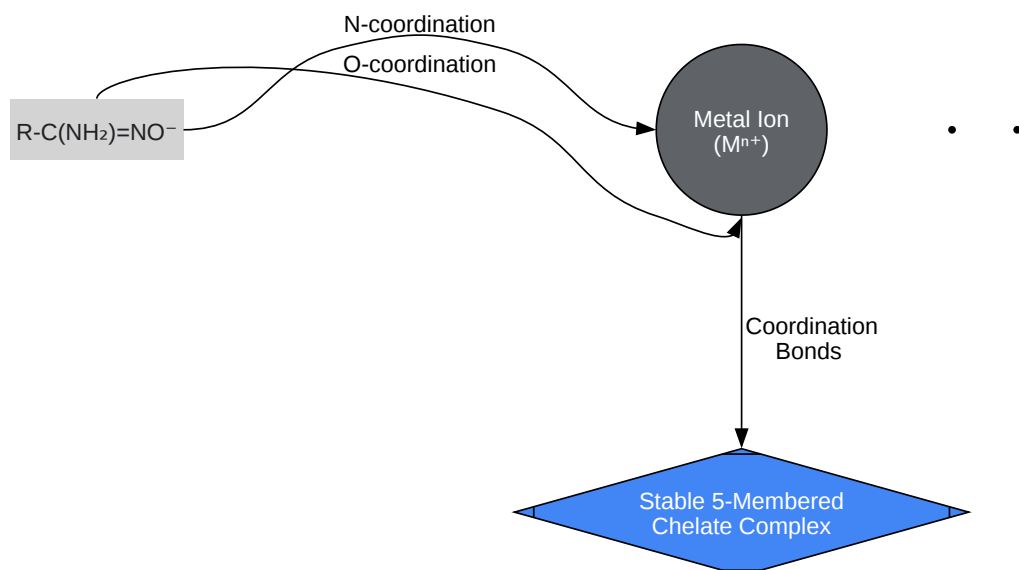 N-coordination
O-coordination
R-C(NH₂)=NO⁻
Metal Ion
(Mⁿ⁺)
Coordination
Bonds
Stable 5-Membered
Chelate Complex